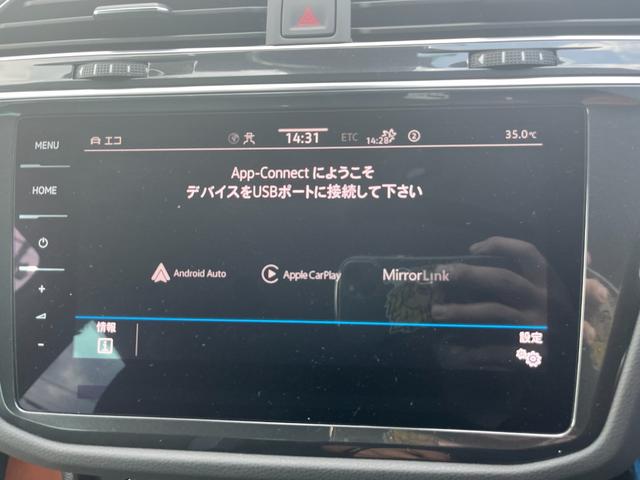 MENU
エコ 14:31 ETC 14:28 2 35.0℃
HOME
App-Connect にようこそ
デバイスをUSBポートに接続して下さい
Android Auto Apple CarPlay MirrorLink
+
-
情報
設定